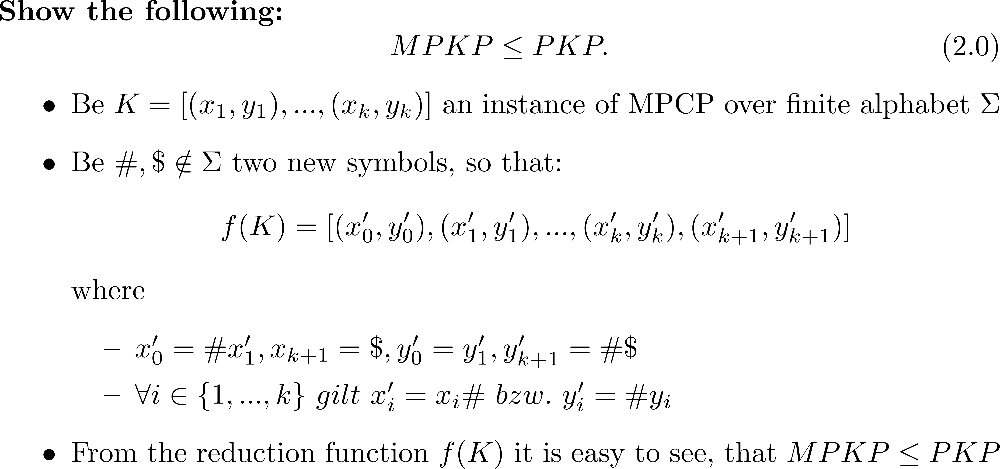 Show the following:
$MPKP \leq PKP.$ (2.0)
• Be $K = [(x_1, y_1), ..., (x_k, y_k)]$ an instance of MPCP over finite alphabet $\Sigma$
• Be $\#, \$ \notin \Sigma$ two new symbols, so that:
$f(K) = [(x'_0, y'_0), (x'_1, y'_1), ..., (x'_k, y'_k), (x'_{k+1}, y'_{k+1})]$
where
– $x'_0 = \#x'_1, x_{k+1} = \$, y'_0 = y'_1, y'_{k+1} = \#\$$
– $\forall i \in \{1, ..., k\}$ gilt $x'_i = x_i\#$ bzw. $y'_i = \#y_i$
• From the reduction function $f(K)$ it is easy to see, that $MPKP \leq PKP$